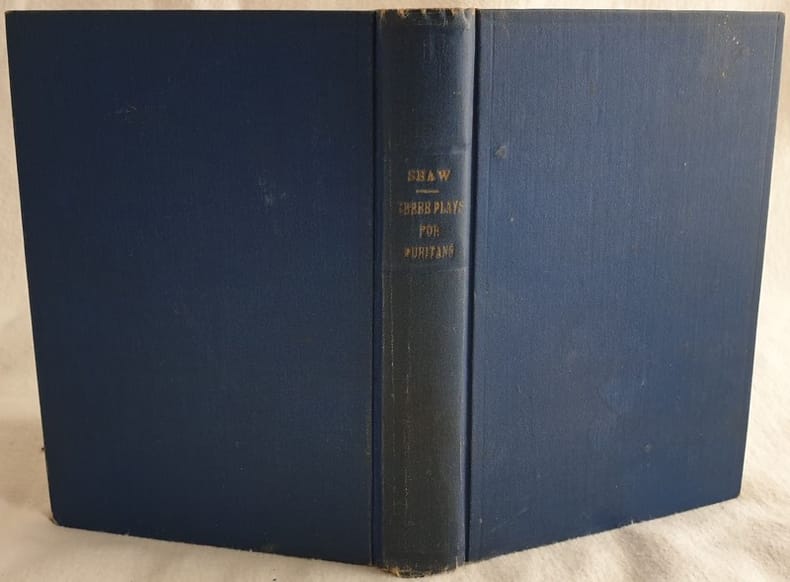 SHAW
THREE PLAYS
FOR
PURITANS